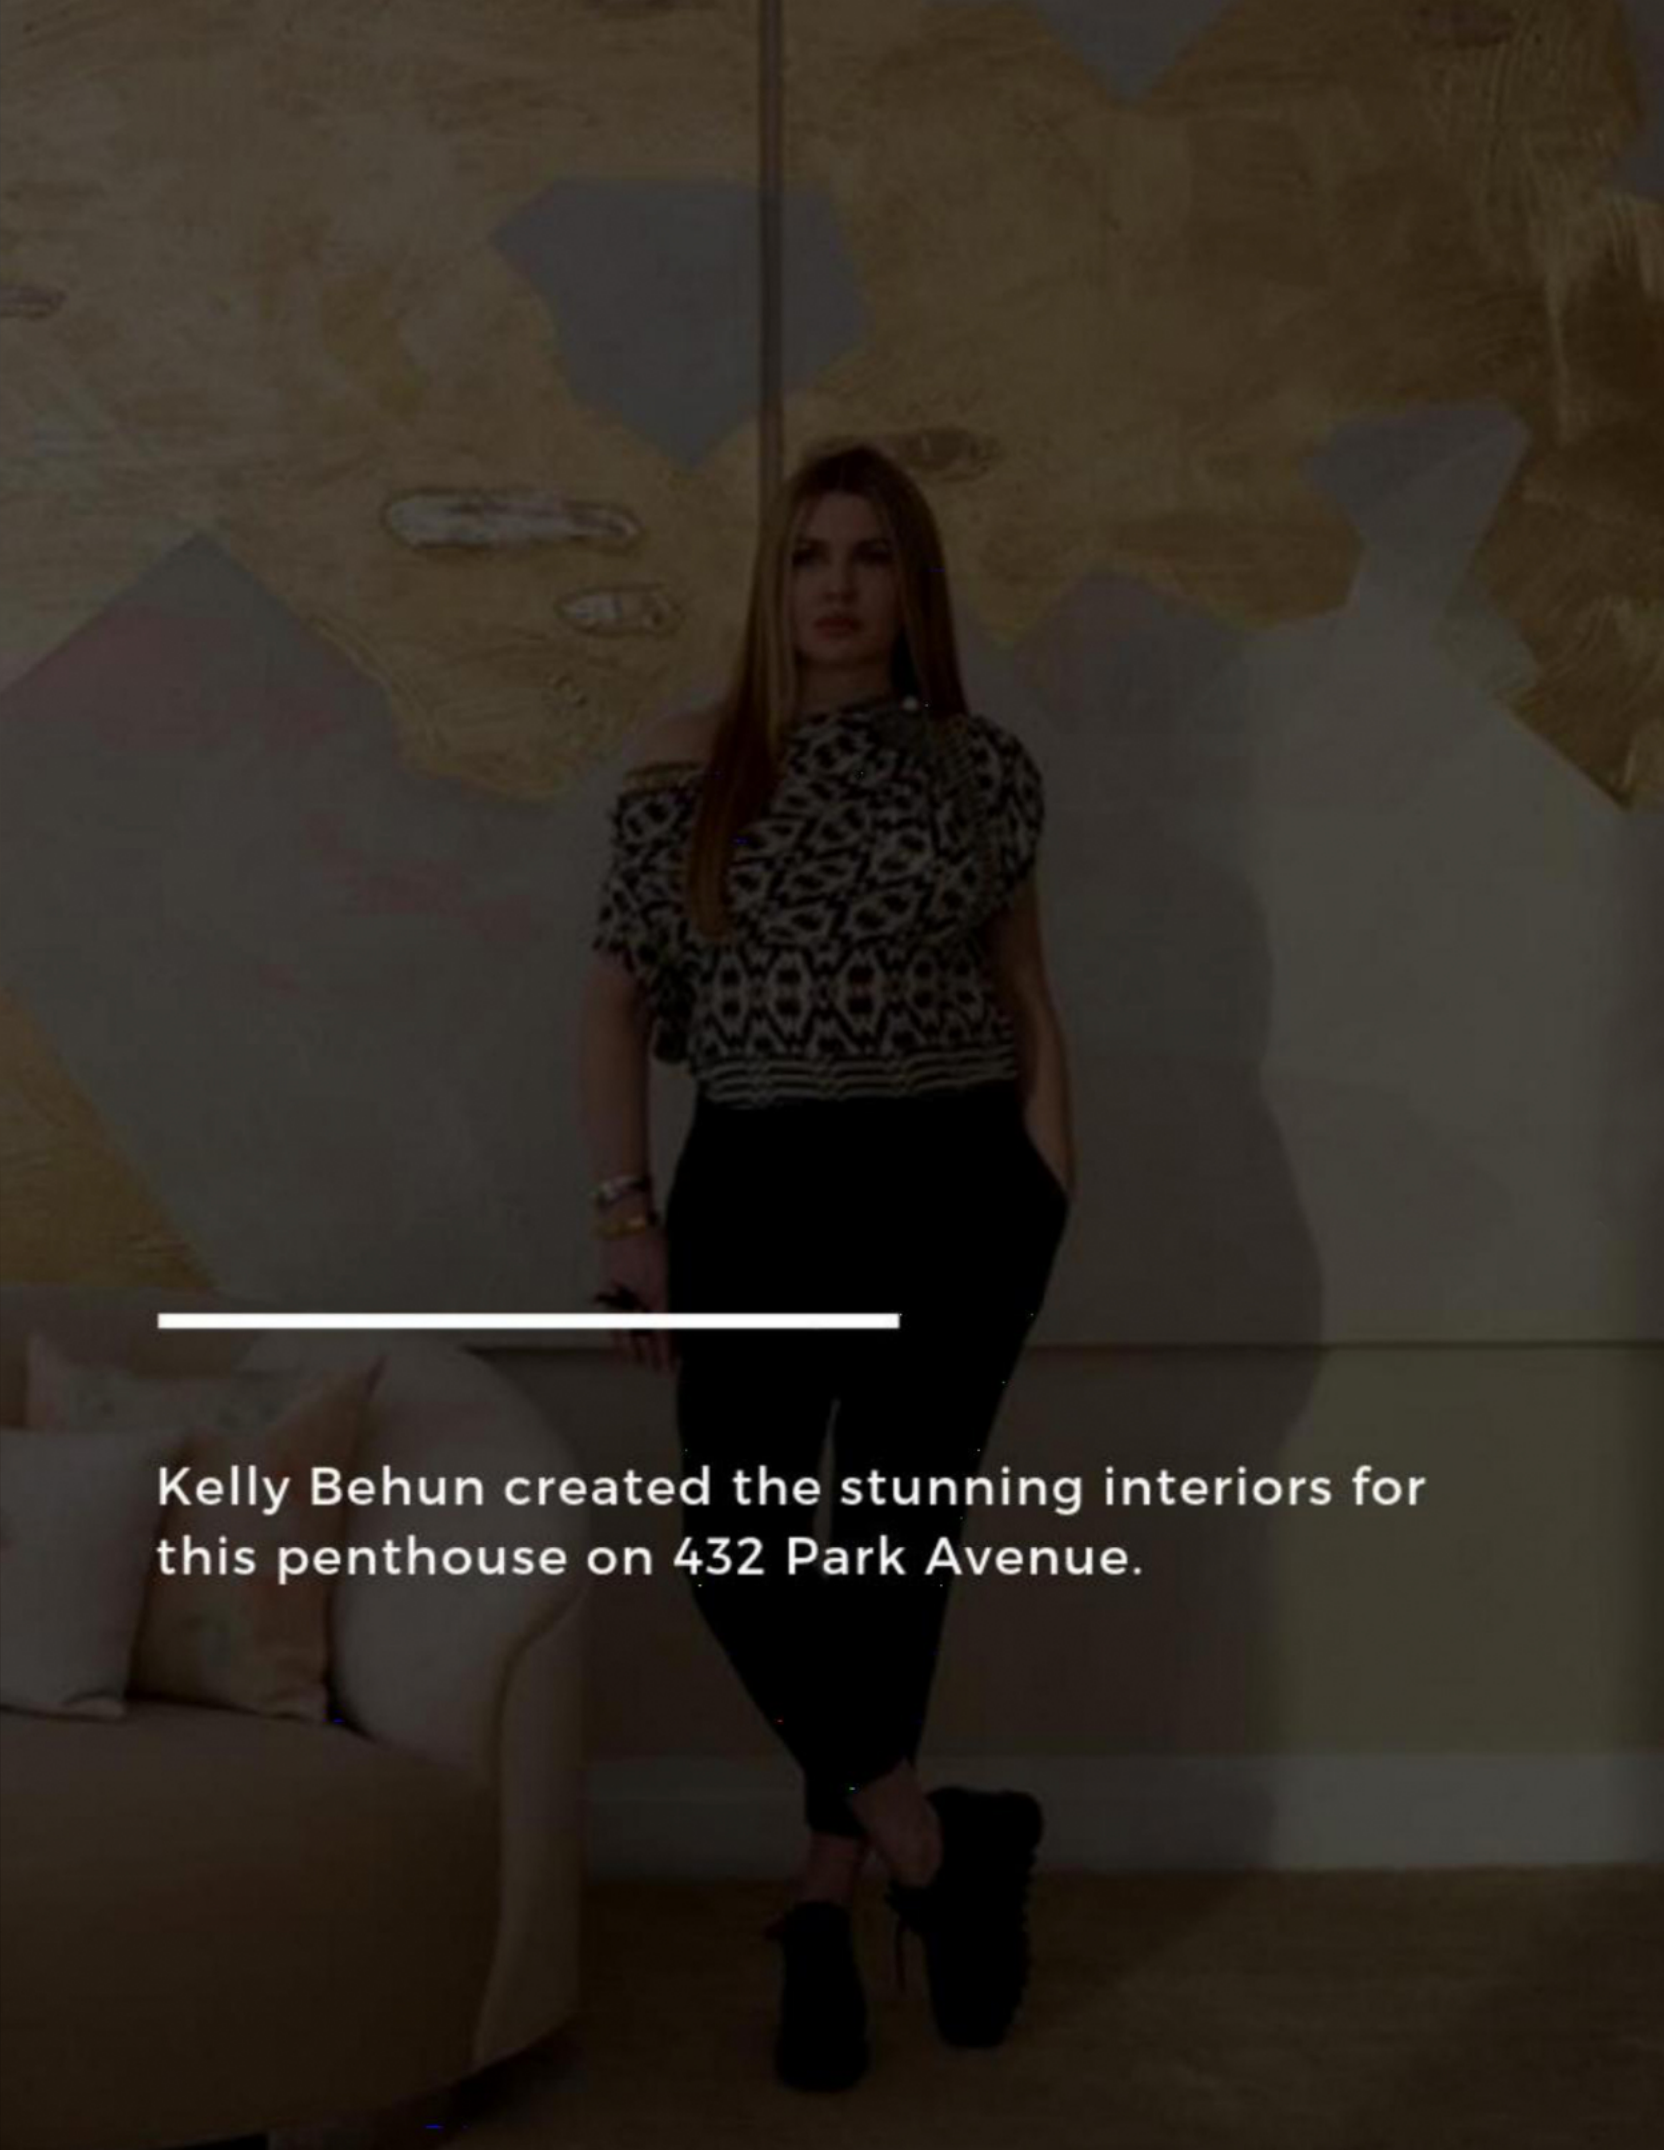 Kelly Behun created the stunning interiors for
this penthouse on 432 Park Avenue.